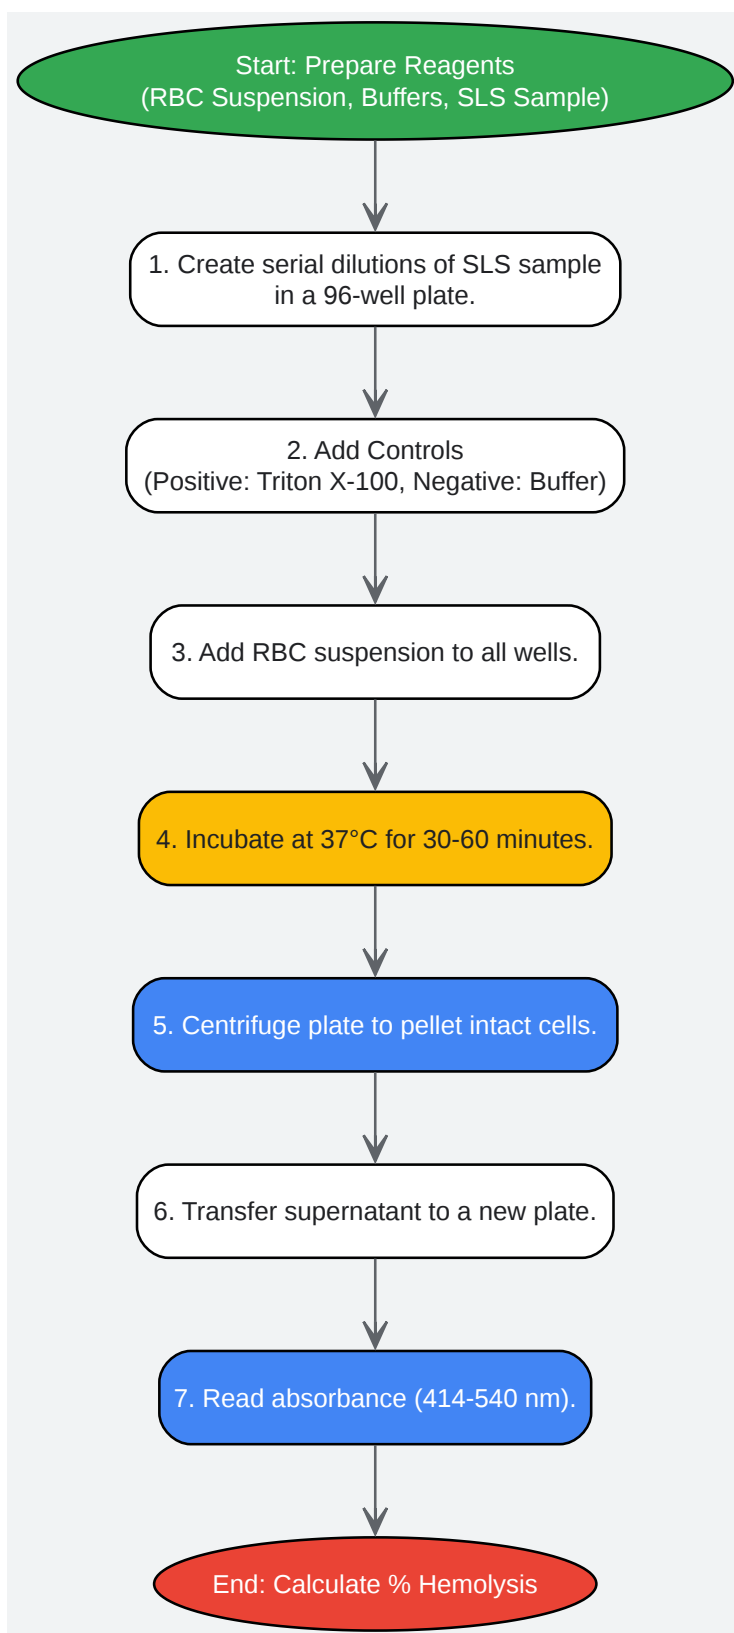 Start: Prepare Reagents
(RBC Suspension, Buffers, SLS Sample)
1. Create serial dilutions of SLS sample
in a 96-well plate.
2. Add Controls
(Positive: Triton X-100, Negative: Buffer)
3. Add RBC suspension to all wells.
4. Incubate at 37°C for 30-60 minutes.
5. Centrifuge plate to pellet intact cells.
6. Transfer supernatant to a new plate.
7. Read absorbance (414-540 nm).
End: Calculate % Hemolysis